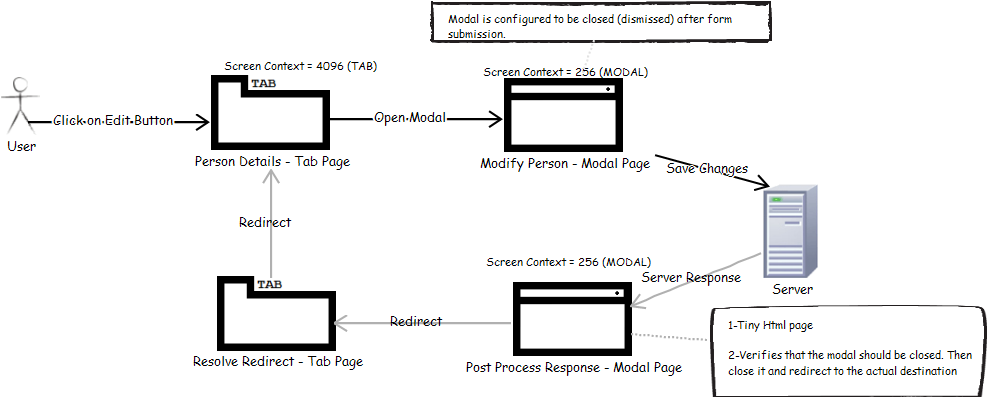 Modal is configured to be closed (dismissed) after form
submission.
Screen Context = 4096 (TAB)
Screen Context = 256 (MODAL)
TAB
Click on Edit Button
Open Modal
User
Person Details - Tab Page
Modify Person - Modal Page
Save Changes
Redirect
Screen Context = 256 (MODAL)
Server Response
Server
TAB
Redirect
1-Tiny Html page
2-Verifies that the modal should be closed. Then
close it and redirect to the actual destination
Resolve Redirect - Tab Page
Post Process Response - Modal Page